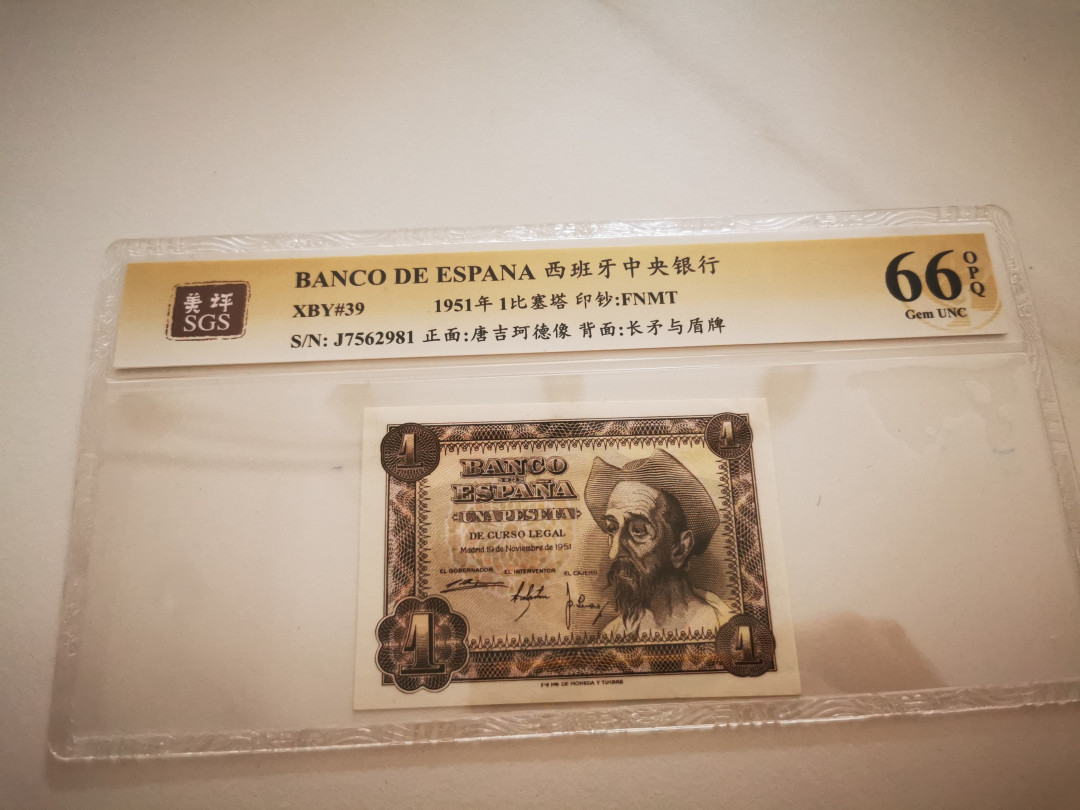 美评
SGS
BANCO DE ESPANA 西班牙中央银行
XBY#39 1951年 1比塞塔 印钞:FNMT
S/N: J7562981 正面:唐吉珂德像 背面:长矛与盾牌
66 OPQ
Gem UNC
1 1
BANCO
DE
ESPAÑA
UNA PESETA
DE CURSO LEGAL
Madrid 19 de Noviembre de 1951
EL GOBERNADOR EL INTERVENTOR EL CAJERO
1 1
DE MONEDA Y TIMBRE